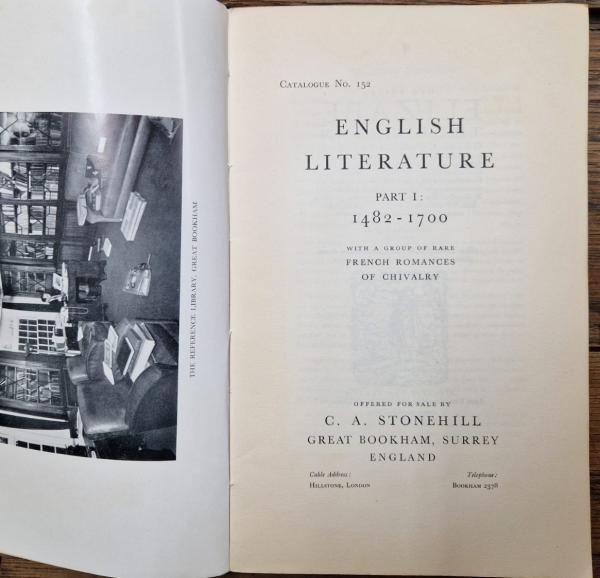 THE REFERENCE LIBRARY, GREAT BOOKHAM
CATALOGUE NO. 152
ENGLISH
LITERATURE
PART I:
1482-1700
WITH A GROUP OF RARE
FRENCH ROMANCES
OF CHIVALRY
OFFERED FOR SALE BY
C. A. STONEHILL
GREAT BOOKHAM, SURREY
ENGLAND
Cable Address: Telephone:
HILLSTONE, LONDON BOOKHAM 2378